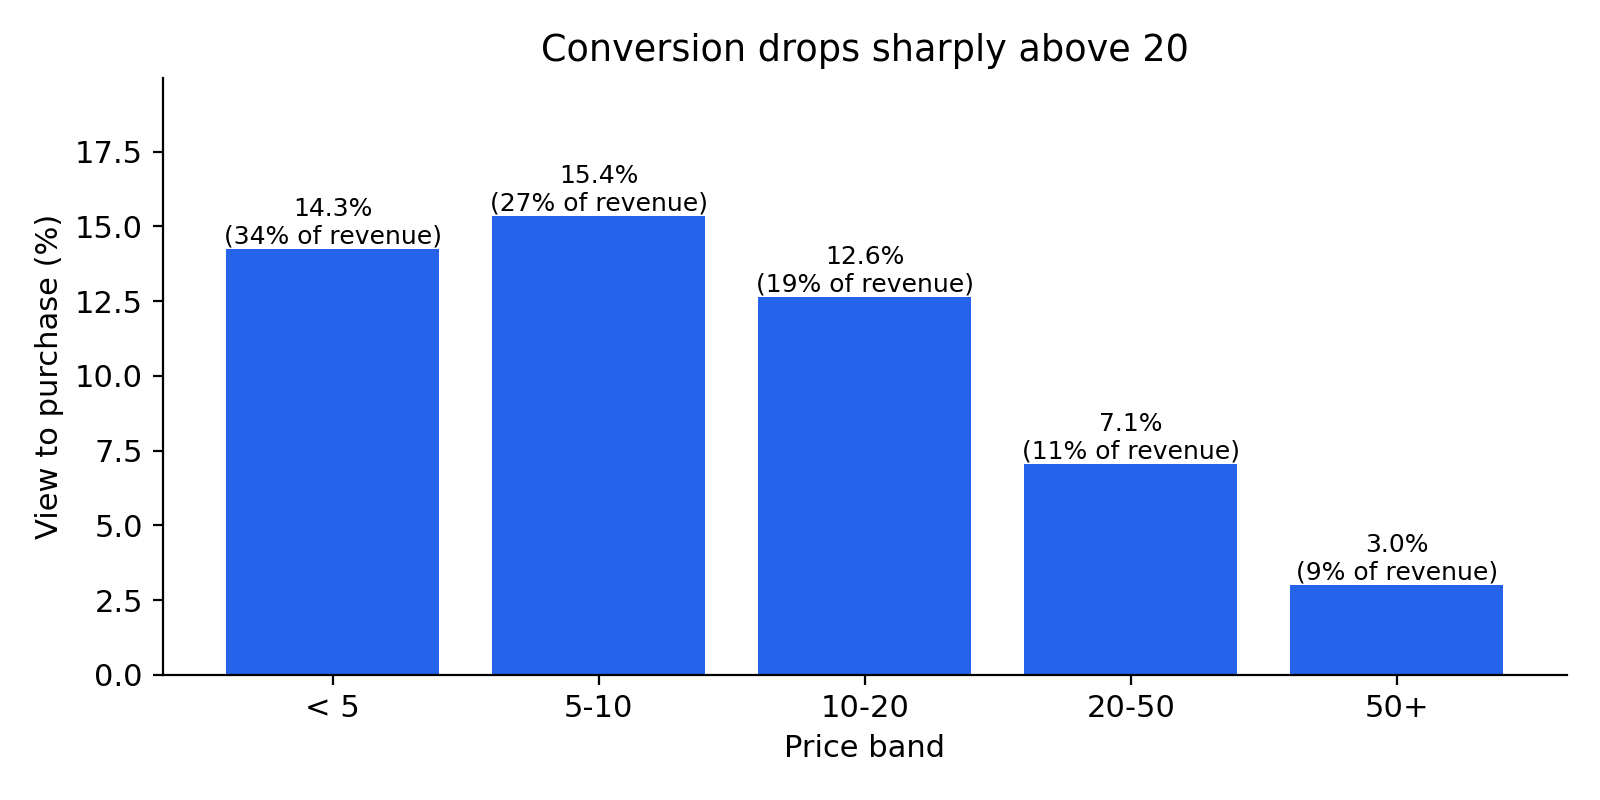 Conversion drops sharply above 20
View to purchase (%)
17.5
15.0
12.5
10.0
7.5
5.0
2.5
0.0
14.3%
(34% of revenue)
15.4%
(27% of revenue)
12.6%
(19% of revenue)
7.1%
(11% of revenue)
3.0%
(9% of revenue)
< 5
5-10
10-20
20-50
50+
Price band